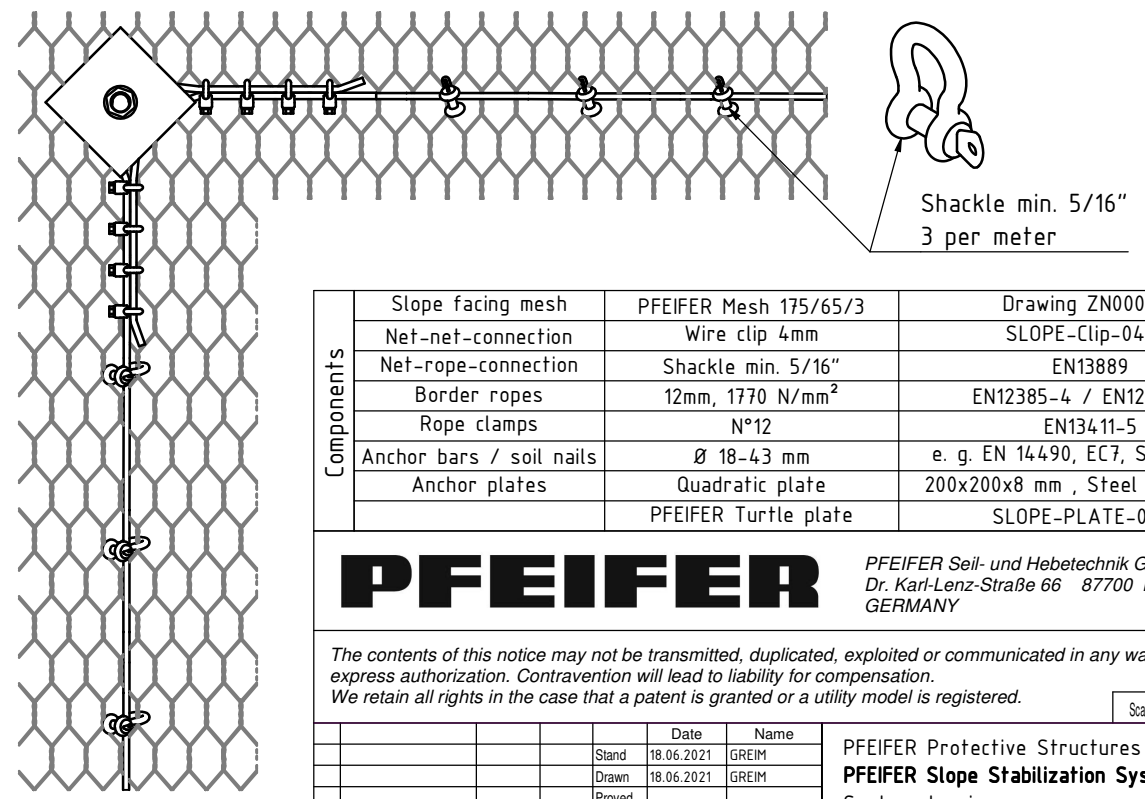 Shackle min. 5/16"
3 per meter
Components
Slope facing mesh PFEIFER Mesh 175/65/3 Drawing ZN000
Net-net-connection Wire clip 4mm SLOPE-Clip-04
Net-rope-connection Shackle min. 5/16" EN13889
Border ropes 12mm, 1770 N/mm² EN12385-4 / EN12
Rope clamps N°12 EN13411-5
Anchor bars / soil nails Ø 18-43 mm e. g. EN 14490, EC7, S
Anchor plates Quadratic plate 200x200x8 mm , Steel
PFEIFER Turtle plate SLOPE-PLATE-0
PFEIFER
PFEIFER Seil- und Hebetechnik G
Dr. Karl-Lenz-Straße 66 87700
GERMANY
The contents of this notice may not be transmitted, duplicated, exploited or communicated in any wa
express authorization. Contravention will lead to liability for compensation.
We retain all rights in the case that a patent is granted or a utility model is registered.
Sca
Date Name
Stand 18.06.2021 GREIM
Drawn 18.06.2021 GREIM
Proved
PFEIFER Protective Structures
PFEIFER Slope Stabilization Sys